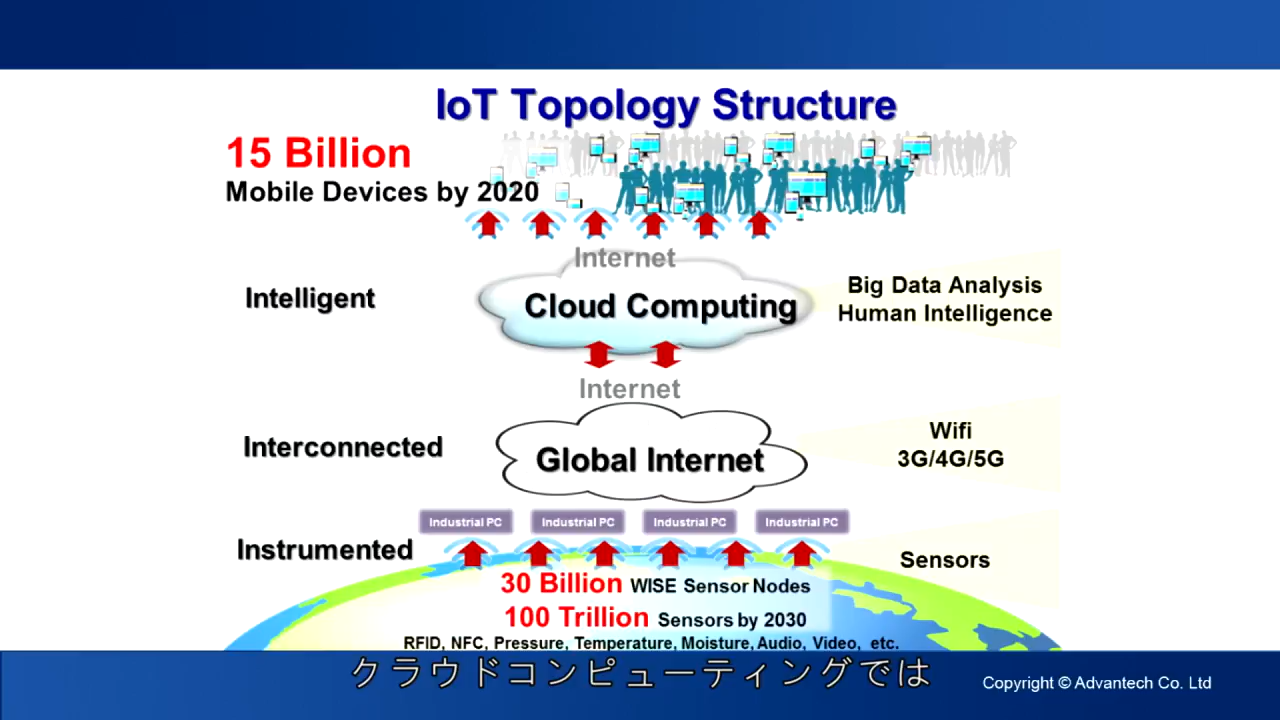 IoT Topology Structure
15 Billion
Mobile Devices by 2020
Internet
Intelligent
Cloud Computing
Big Data Analysis
Human Intelligence
Internet
Interconnected
Global Internet
Wifi
3G/4G/5G
Industrial PC
Industrial PC
Industrial PC
Industrial PC
Instrumented
Sensors
30 Billion WISE Sensor Nodes
100 Trillion Sensors by 2030
RFID, NFC, Pressure, Temperature, Moisture, Audio, Video, etc.
クラウドコンピューティングでは
Copyright © Advantech Co. Ltd